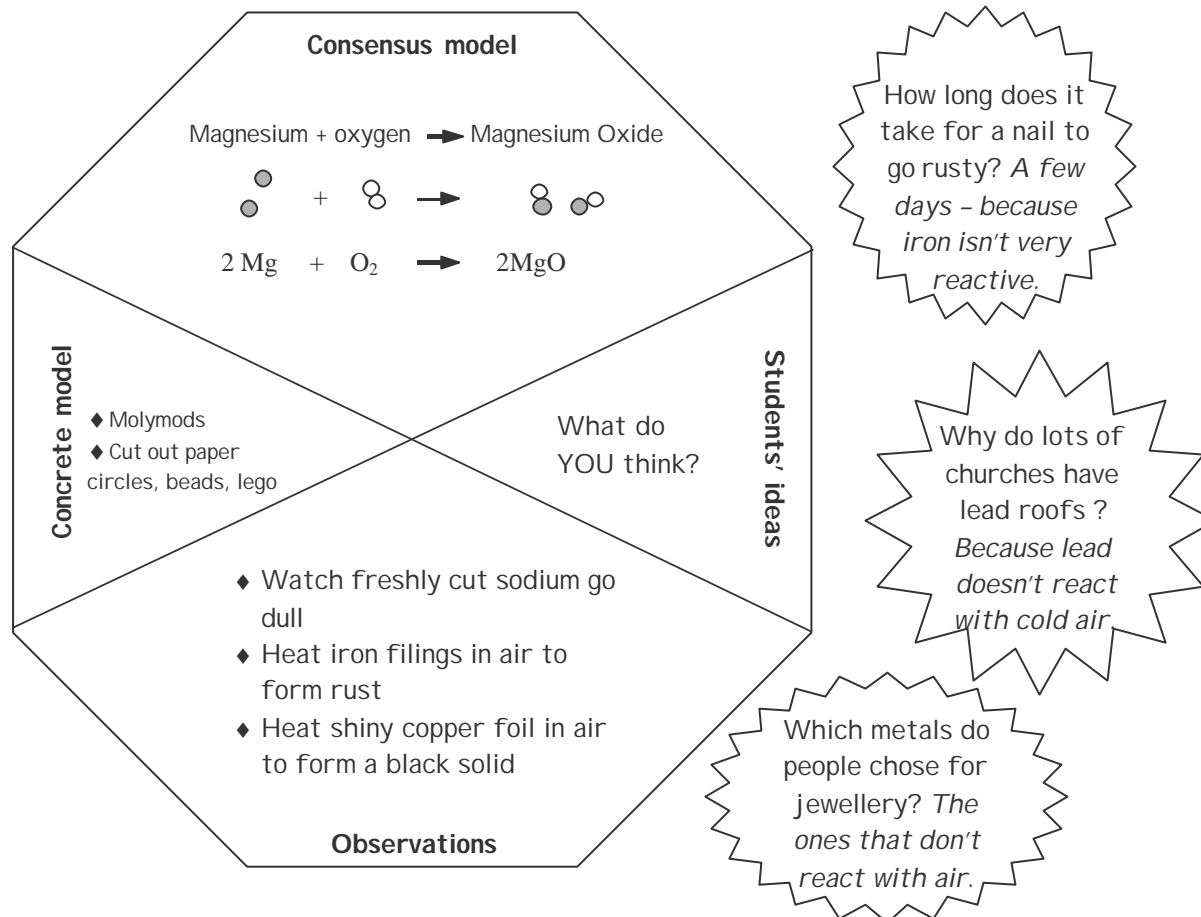 Consensus model
Magnesium + oxygen → Magnesium Oxide
+ →
2 Mg + O₂ → 2MgO
Concrete model
♦ Molymods
♦ Cut out paper
circles, beads, lego
Students' ideas
What do
YOU think?
♦ Watch freshly cut sodium go
dull
♦ Heat iron filings in air to
form rust
♦ Heat shiny copper foil in air
to form a black solid
Observations
How long does it
take for a nail to
go rusty? A few
days – because
iron isn't very
reactive.
Why do lots of
churches have
lead roofs ?
Because lead
doesn't react
with cold air.
Which metals do
people chose for
jewellery? The
ones that don't
react with air.